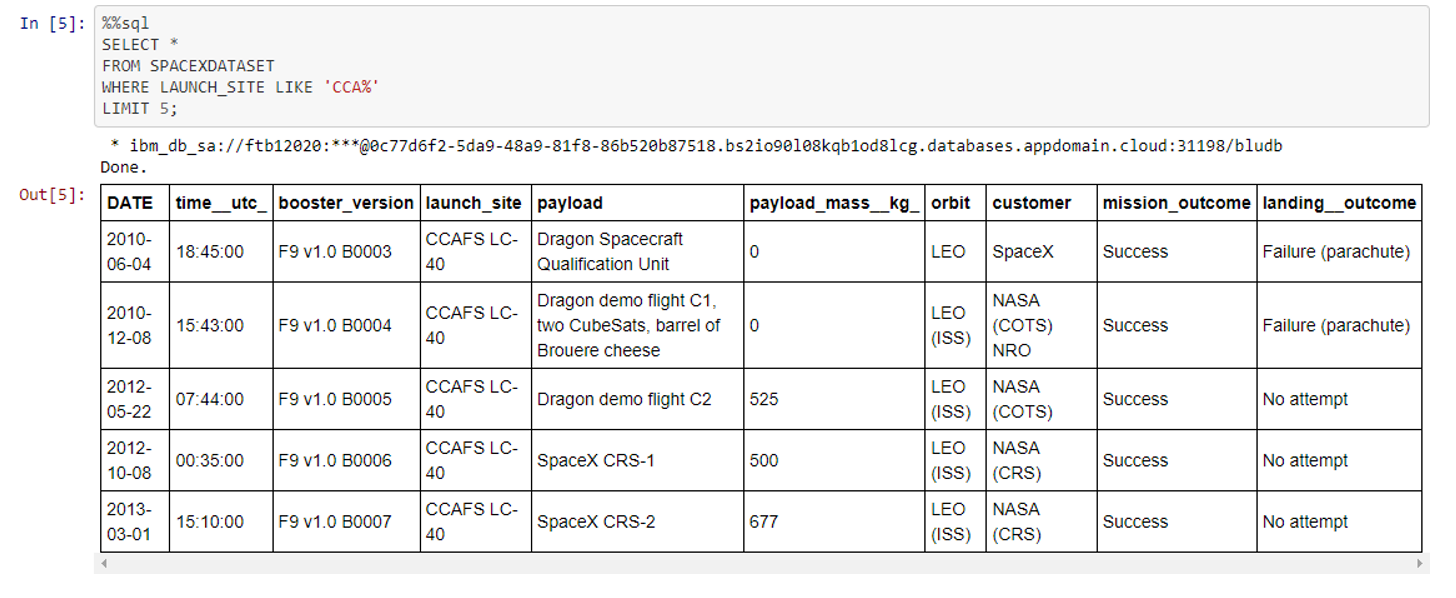 In [5]: %%sql
SELECT *
FROM SPACEXDATASET
WHERE LAUNCH_SITE LIKE 'CCA%'
LIMIT 5;
* ibm_db_sa://ftb12020:***@0c77d6f2-5da9-48a9-81f8-86b520b87518.bs2io90l08kqb1od8lcg.databases.appdomain.cloud:31198/bludb
Done.
Out[5]:
DATE time__utc_ booster_version launch_site payload payload_mass__kg_ orbit customer mission_outcome landing__outcome
2010-
06-04
18:45:00
F9 v1.0 B0003
CCAFS LC-
40
Dragon Spacecraft
Qualification Unit
0
LEO
SpaceX
Success
Failure (parachute)
2010-
12-08
15:43:00
F9 v1.0 B0004
CCAFS LC-
40
Dragon demo flight C1,
two CubeSats, barrel of
Brouere cheese
0
LEO
(ISS)
NASA
(COTS)
NRO
Success
Failure (parachute)
2012-
05-22
07:44:00
F9 v1.0 B0005
CCAFS LC-
40
Dragon demo flight C2
525
LEO
(ISS)
NASA
(COTS)
Success
No attempt
2012-
10-08
00:35:00
F9 v1.0 B0006
CCAFS LC-
40
SpaceX CRS-1
500
LEO
(ISS)
NASA
(CRS)
Success
No attempt
2013-
03-01
15:10:00
F9 v1.0 B0007
CCAFS LC-
40
SpaceX CRS-2
677
LEO
(ISS)
NASA
(CRS)
Success
No attempt